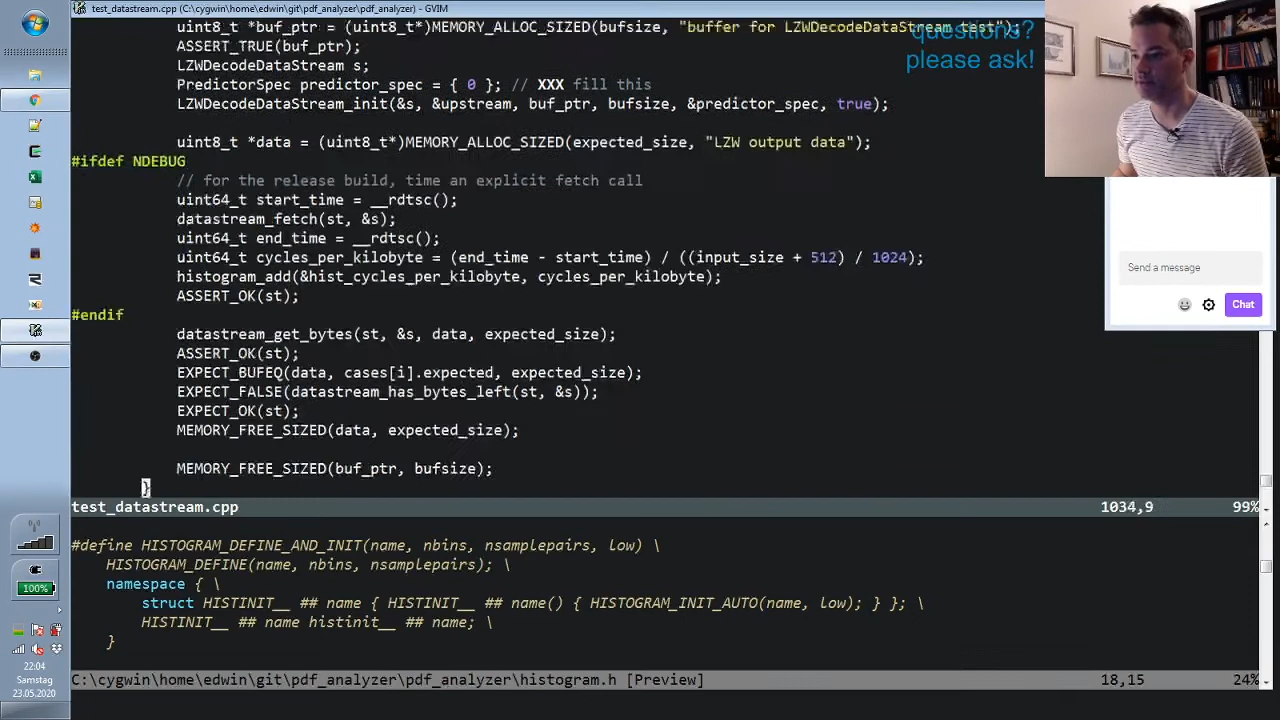 test_datastream.cpp (C:\cygwin\home\edwin\git\pdf_analyzer\pdf_analyzer) - GVIM
uint8_t *buf_ptr = (uint8_t*)MEMORY_ALLOC_SIZED(bufsize, "buffer for LZWDecodeDataStream test");
questions?
please ask!
ASSERT_TRUE(buf_ptr);
LZWDecodeDataStream s;
PredictorSpec predictor_spec = { 0 }; // XXX fill this
LZWDecodeDataStream_init(&s, &upstream, buf_ptr, bufsize, &predictor_spec, true);
uint8_t *data = (uint8_t*)MEMORY_ALLOC_SIZED(expected_size, "LZW output data");
#ifdef NDEBUG
// for the release build, time an explicit fetch call
uint64_t start_time = __rdtsc();
datastream_fetch(st, &s);
uint64_t end_time = __rdtsc();
uint64_t cycles_per_kilobyte = (end_time - start_time) / ((input_size + 512) / 1024);
histogram_add(&hist_cycles_per_kilobyte, cycles_per_kilobyte);
ASSERT_OK(st);
#endif
datastream_get_bytes(st, &s, data, expected_size);
ASSERT_OK(st);
EXPECT_BUFEQ(data, cases[i].expected, expected_size);
EXPECT_FALSE(datastream_has_bytes_left(st, &s));
EXPECT_OK(st);
MEMORY_FREE_SIZED(data, expected_size);
MEMORY_FREE_SIZED(buf_ptr, bufsize);
}
test_datastream.cpp 1034,9 99%
#define HISTOGRAM_DEFINE_AND_INIT(name, nbins, nsamplepairs, low) \
HISTOGRAM_DEFINE(name, nbins, nsamplepairs); \
namespace { \
struct HISTINIT__ ## name { HISTINIT__ ## name() { HISTOGRAM_INIT_AUTO(name, low); } }; \
HISTINIT__ ## name histinit__ ## name; \
}
C:\cygwin\home\edwin\git\pdf_analyzer\pdf_analyzer\histogram.h [Preview] 18,15 24%
Send a message
Chat
100%
22:04
Samstag
23.05.2020